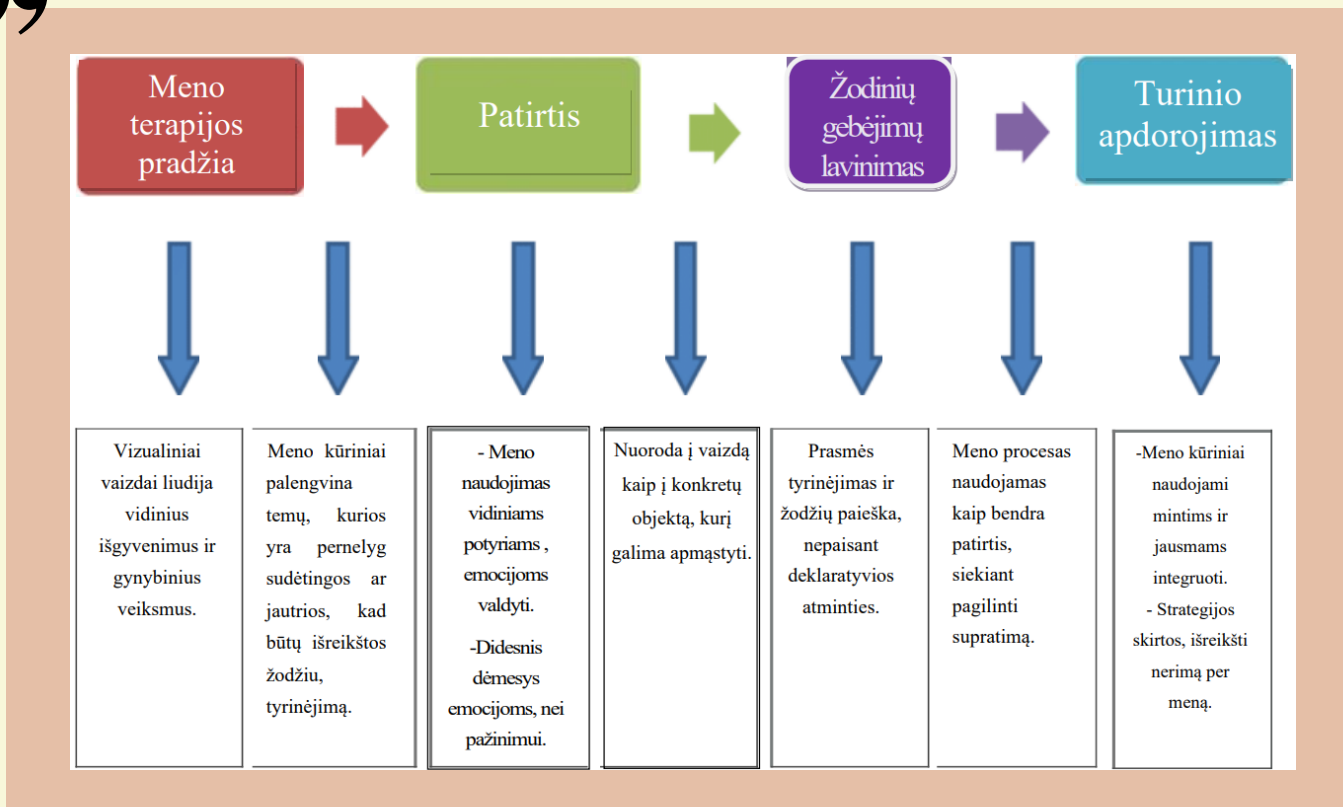 ”
Meno
terapijos
pradžia
Patirtis
Žodinių
gebėjimų
lavinimas
Turinio
apdorojimas
Vizualiniai
vaizdai liudija
vidinius
išgyvenimus ir
gynybinius
veiksmus.
Meno kūriniai
palengvina
temų, kurios
yra pernelyg
sudėtingos ar
jautrios, kad
būtų išreikštos
žodžiu,
tyrinėjimą.
- Meno
naudojimas
vidiniams
potyriams ,
emocijoms
valdyti.
-Didesnis
dėmesys
emocijoms, nei
pažinimui.
Nuoroda į vaizdą
kaip į konkretų
objektą, kurį
galima apmąstyti.
Prasmės
tyrinėjimas ir
žodžių paieška,
nepaisant
deklaratyvios
atminties.
Meno procesas
naudojamas
kaip bendra
patirtis,
siekiant
pagilinti
supratimą.
-Meno kūriniai
naudojami
mintims ir
jausmams
integruoti.
- Strategijos
skirtos, išreikšti
nerimą per
meną.